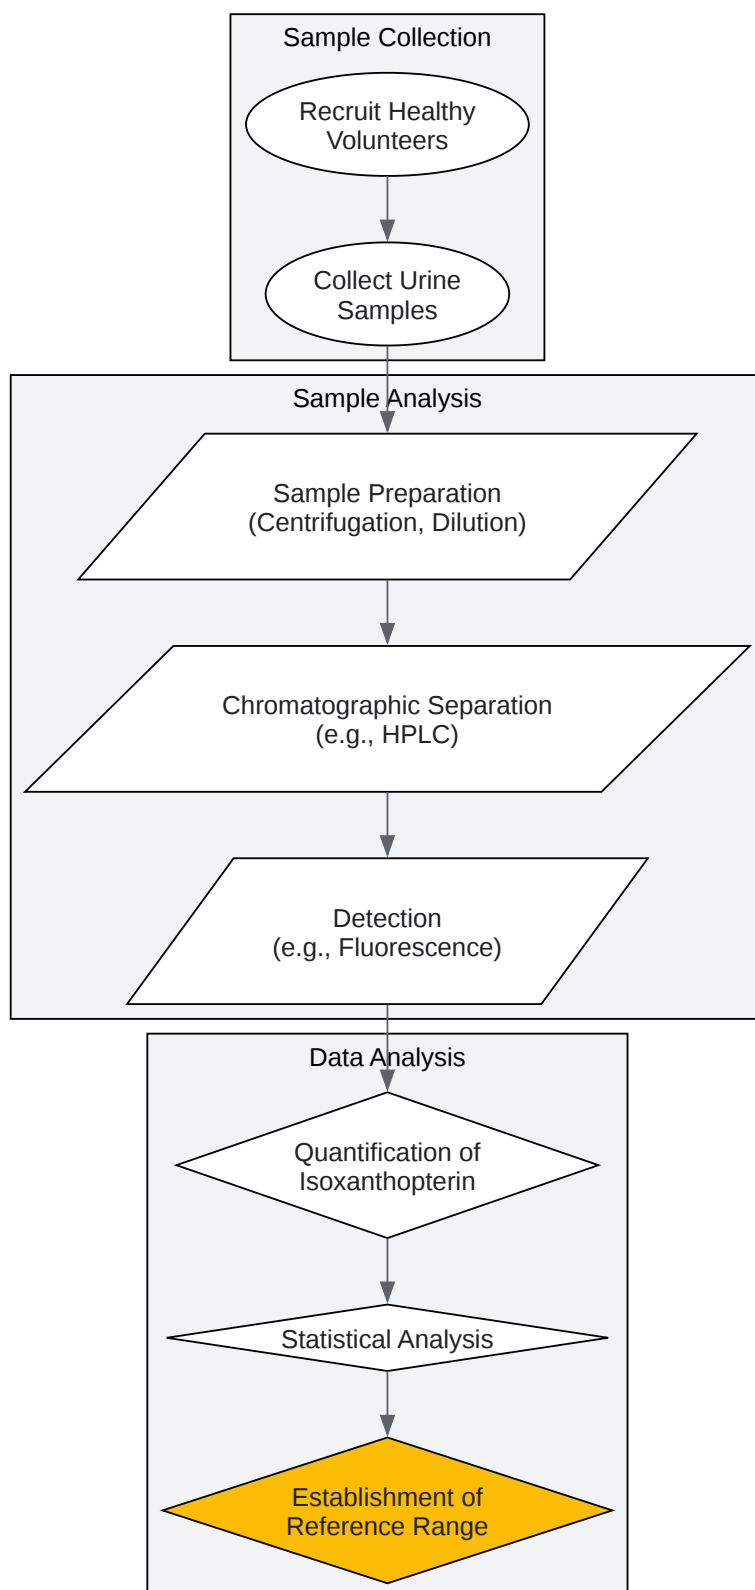 Sample Collection
Recruit Healthy
Volunteers
Collect Urine
Samples
Sample Analysis
Sample Preparation
(Centrifugation, Dilution)
Chromatographic Separation
(e.g., HPLC)
Detection
(e.g., Fluorescence)
Data Analysis
Quantification of
Isoxanthopterin
Statistical Analysis
Establishment of
Reference Range